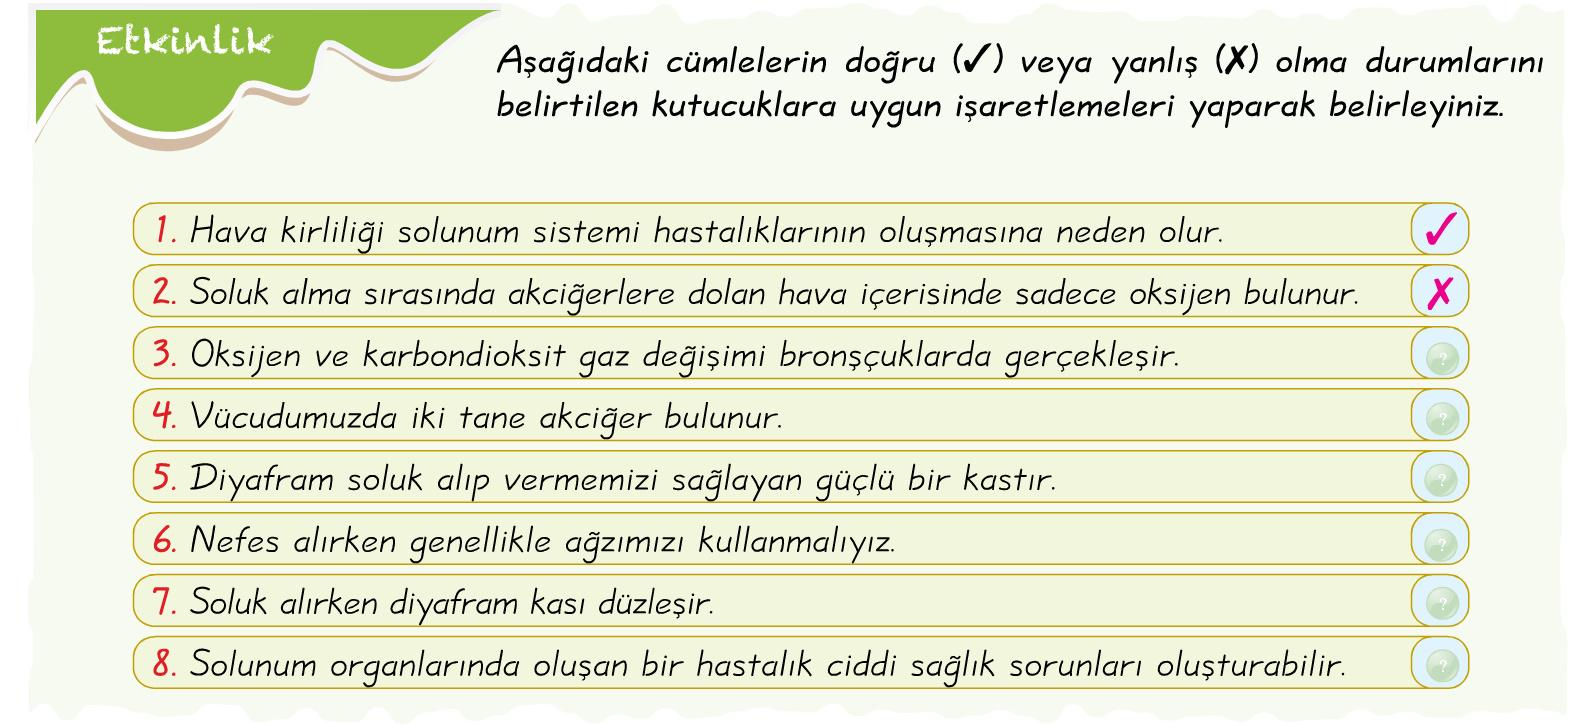 Etkinlik
Aşağıdaki cümlelerin doğru (✓) veya yanlış (✗) olma durumlarını
belirtilen kutucuklara uygun işaretlemeleri yaparak belirleyiniz.
1. Hava kirliliği solunum sistemi hastalıklarının oluşmasına neden olur. ✓
2. Soluk alma sırasında akciğerlere dolan hava içerisinde sadece oksijen bulunur. ✗
3. Oksijen ve karbondioksit gaz değişimi bronşçuklarda gerçekleşir. ?
4. Vücudumuzda iki tane akciğer bulunur. ?
5. Diyafram soluk alıp vermemizi sağlayan güçlü bir kastır. ?
6. Nefes alırken genellikle ağzımızı kullanmalıyız. ?
7. Soluk alırken diyafram kası düzleşir. ?
8. Solunum organlarında oluşan bir hastalık ciddi sağlık sorunları oluşturabilir. ?